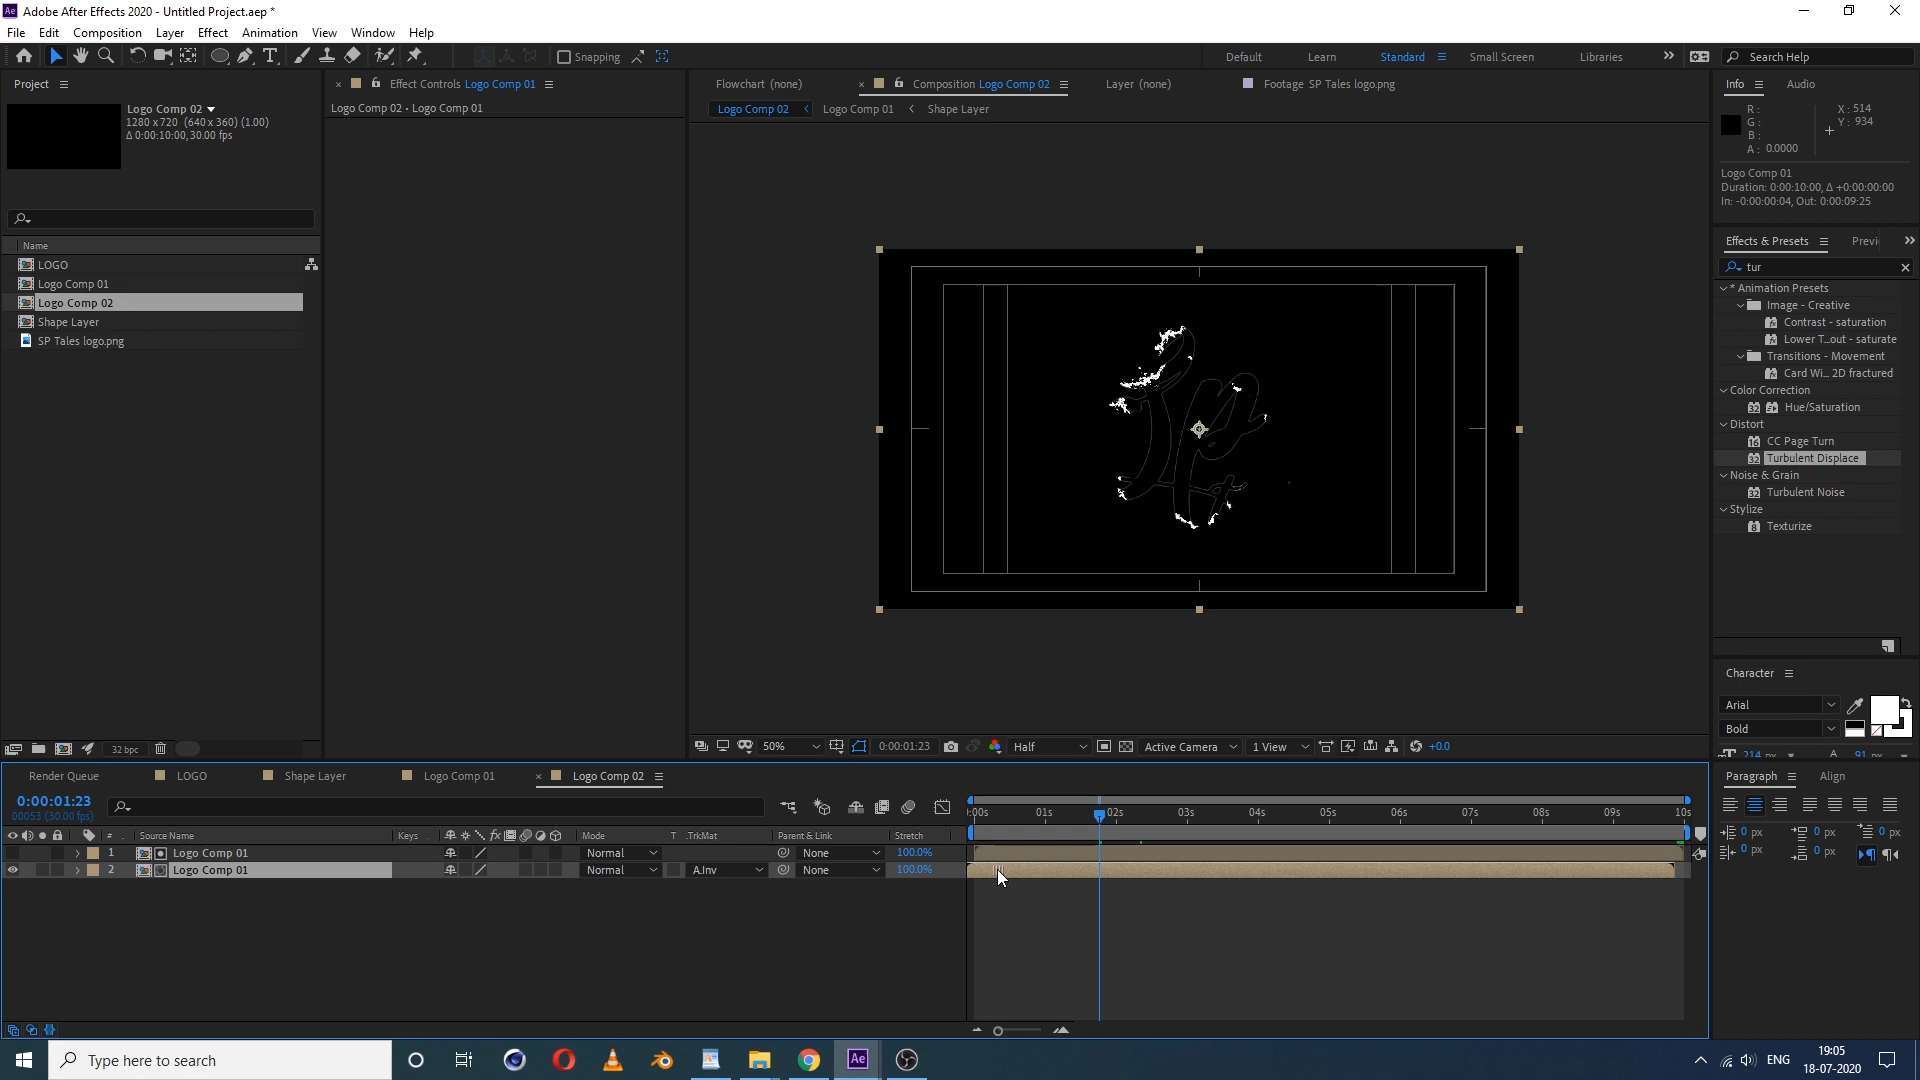 Adobe After Effects 2020 - Untitled Project.aep *
File Edit Composition Layer Effect Animation View Window Help
Snapping
Default Learn Standard Small Screen Libraries
Search Help
Project
Effect Controls Logo Comp 01
Flowchart (none)
Composition Logo Comp 02
Layer (none)
Footage SP Tales logo.png
Info Audio
Logo Comp 02
1280 x 720 (640 x 360) (1.00)
Δ 0:00:10:00, 30.00 fps
Logo Comp 02 • Logo Comp 01
Logo Comp 02 Logo Comp 01 Shape Layer
R:
G:
B:
A: 0.0000
X: 514
Y: 934
Logo Comp 01
Duration: 0:00:10:00, Δ +0:00:00:00
In: -0:00:00:04, Out: 0:00:09:25
Name
LOGO
Logo Comp 01
Logo Comp 02
Shape Layer
SP Tales logo.png
Effects & Presets
Previ
tur
* Animation Presets
Image - Creative
Contrast - saturation
Lower T...out - saturate
Transitions - Movement
Card Wi... 2D fractured
Color Correction
Hue/Saturation
Distort
CC Page Turn
Turbulent Displace
Noise & Grain
Turbulent Noise
Stylize
Texturize
Character
Arial
Bold
214 px
91 px
32 bpc
50%
0:00:01:23
Half
Active Camera
1 View
+0.0
Render Queue LOGO Shape Layer Logo Comp 01 Logo Comp 02
Paragraph Align
0:00:01:23
00053 (30.00 fps)
:00s 01s 02s 03s 04s 05s 06s 07s 08s 09s 10s
# Source Name Keys Mode T .TrkMat Parent & Link Stretch
1 Logo Comp 01 Normal None 100.0%
2 Logo Comp 01 Normal A.Inv None 100.0%
0 px 0 px 0 px
0 px 0 px
Type here to search
Ae
ENG
19:05
18-07-2020